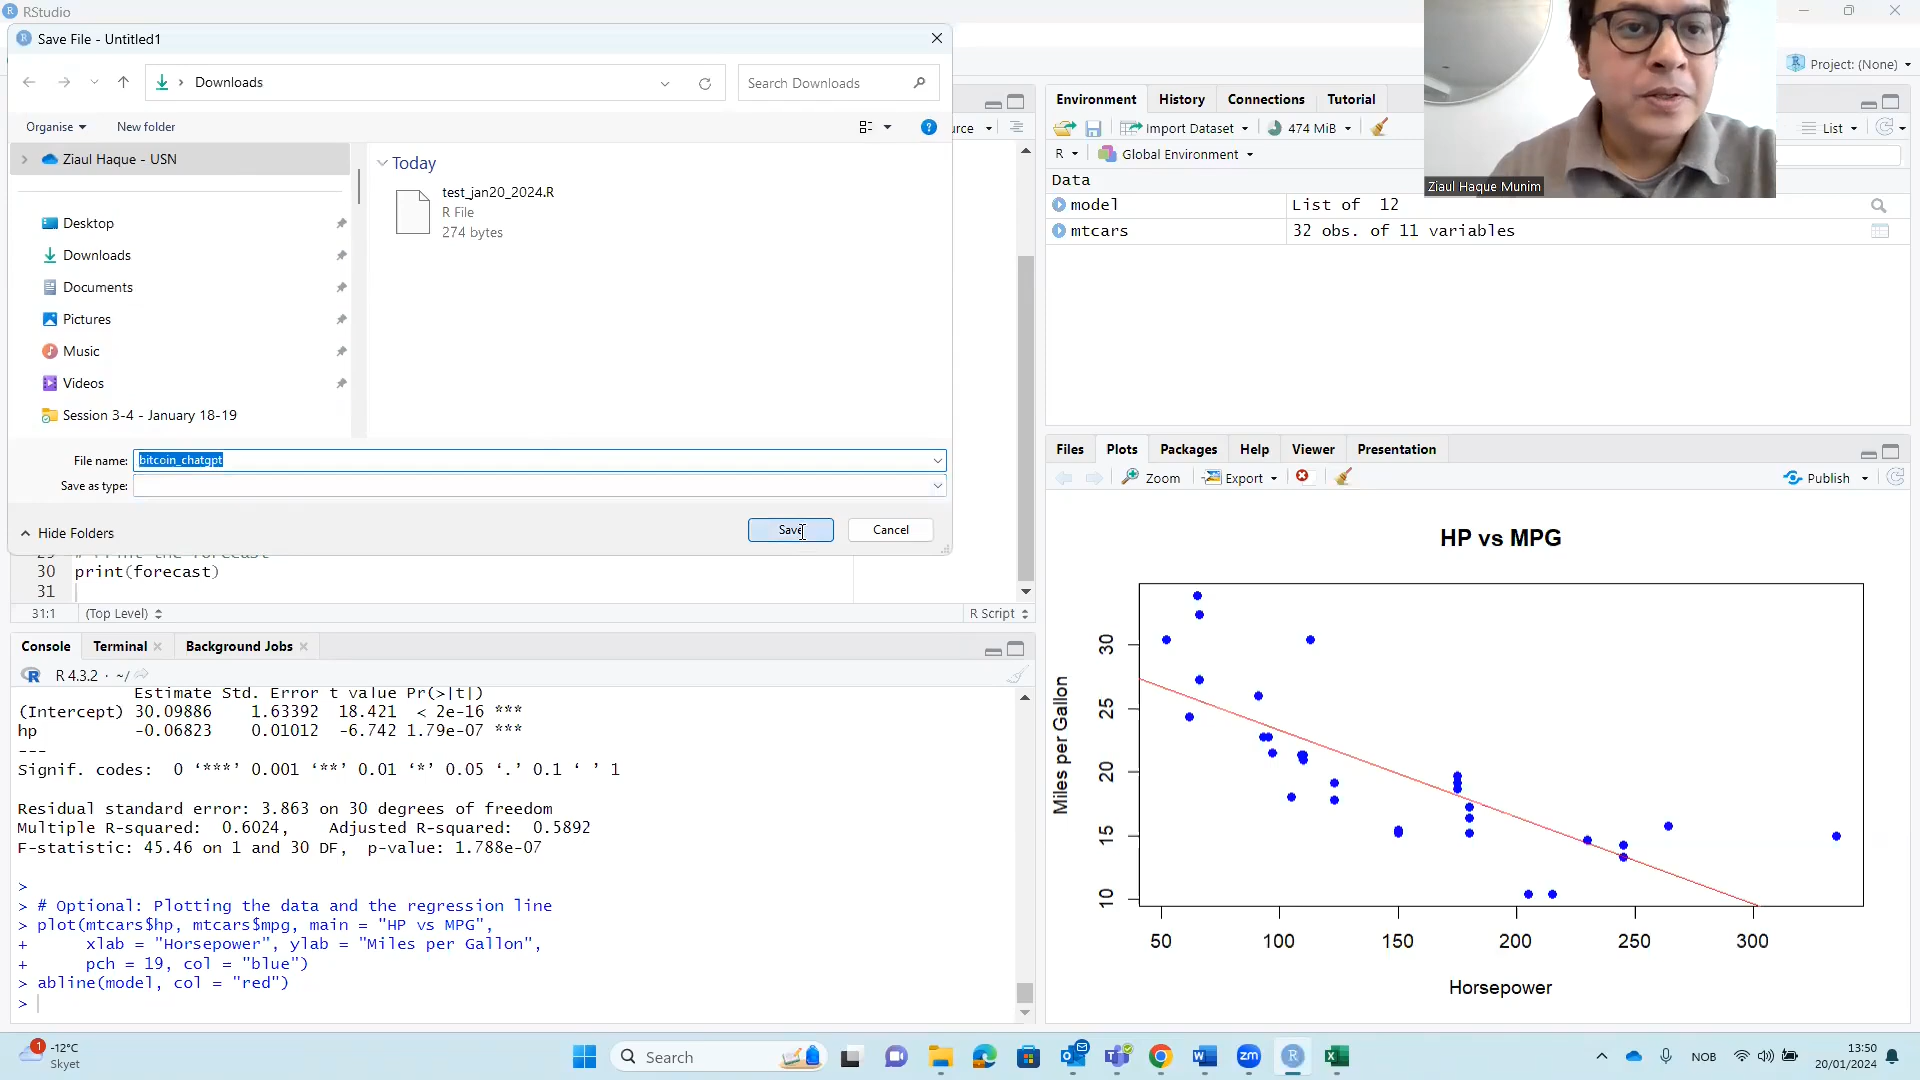 RStudio
Save File - Untitled1
Downloads
Search Downloads
Organise
New folder
Ziaul Haque - USN
Desktop
Downloads
Documents
Pictures
Music
Videos
Session 3-4 - January 18-19
Today
test_jan20_2024.R
R File
274 bytes
File name: bitcoin_chatgpt
Save as type:
Hide Folders
Save
Cancel
30 print(forecast)
31
31:1 (Top Level)
R Script
Console Terminal Background Jobs
R 4.3.2 · ~/
Estimate Std. Error t value Pr(>|t|)
(Intercept) 30.09886 1.63392 18.421 < 2e-16 ***
hp -0.06823 0.01012 -6.742 1.79e-07 ***
---
Signif. codes: 0 ‘***’ 0.001 ‘**’ 0.01 ‘*’ 0.05 ‘.’ 0.1 ‘ ’ 1
Residual standard error: 3.863 on 30 degrees of freedom
Multiple R-squared: 0.6024, Adjusted R-squared: 0.5892
F-statistic: 45.46 on 1 and 30 DF, p-value: 1.788e-07
>
> # Optional: Plotting the data and the regression line
> plot(mtcars$hp, mtcars$mpg, main = "HP vs MPG",
+ xlab = "Horsepower", ylab = "Miles per Gallon",
+ pch = 19, col = "blue")
> abline(model, col = "red")
>
Project: (None)
Environment History Connections Tutorial
Import Dataset 474 MiB List
R Global Environment
Data
model List of 12
mtcars 32 obs. of 11 variables
Ziaul Haque Munim
Files Plots Packages Help Viewer Presentation
Zoom Export Publish
HP vs MPG
Miles per Gallon
30
25
20
15
10
50 100 150 200 250 300
Horsepower
1
-12°C
Skyet
Search
zm
NOB
13:50
20/01/2024